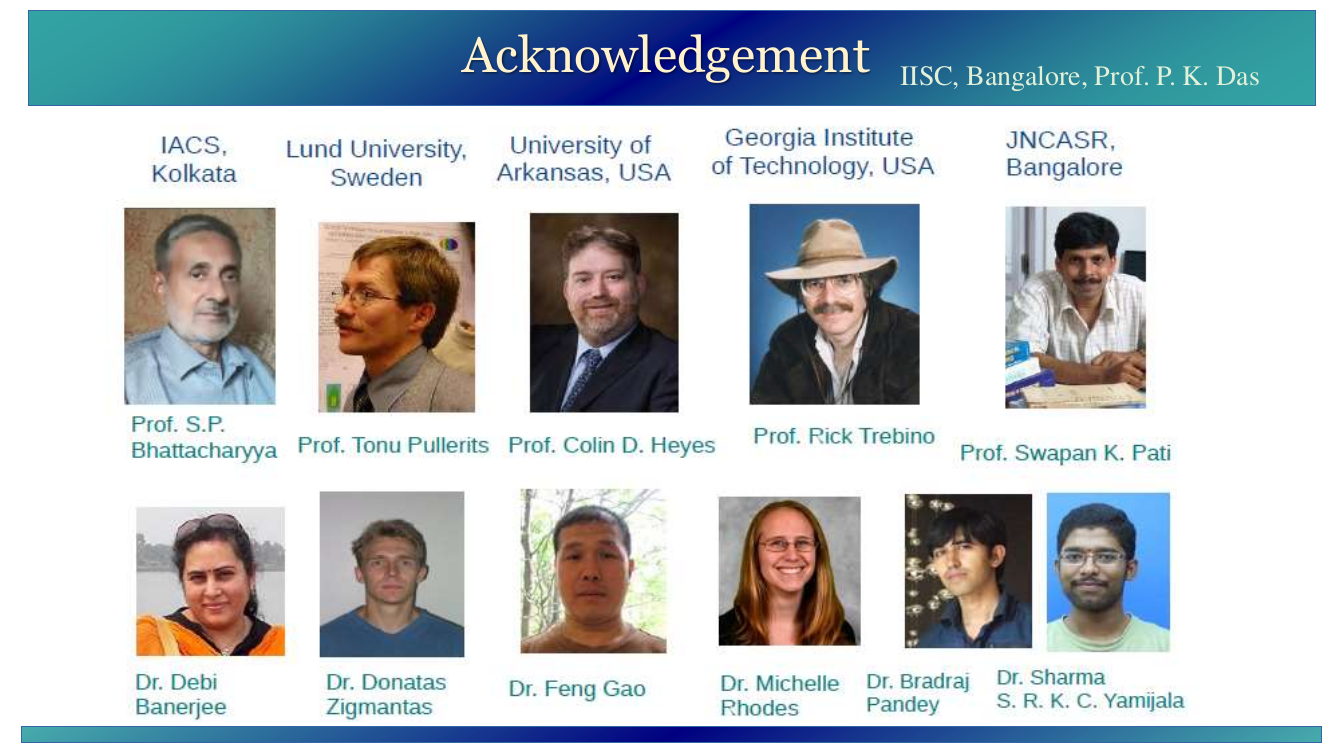 Acknowledgement
IISC, Bangalore, Prof. P. K. Das
IACS,
Kolkata
Lund University,
Sweden
University of
Arkansas, USA
Georgia Institute
of Technology, USA
JNCASR,
Bangalore
Prof. S.P.
Bhattacharyya
Prof. Tonu Pullerits
Prof. Colin D. Heyes
Prof. Rick Trebino
Prof. Swapan K. Pati
Dr. Debi
Banerjee
Dr. Donatas
Zigmantas
Dr. Feng Gao
Dr. Michelle
Rhodes
Dr. Bradraj
Pandey
Dr. Sharma
S. R. K. C. Yamijala